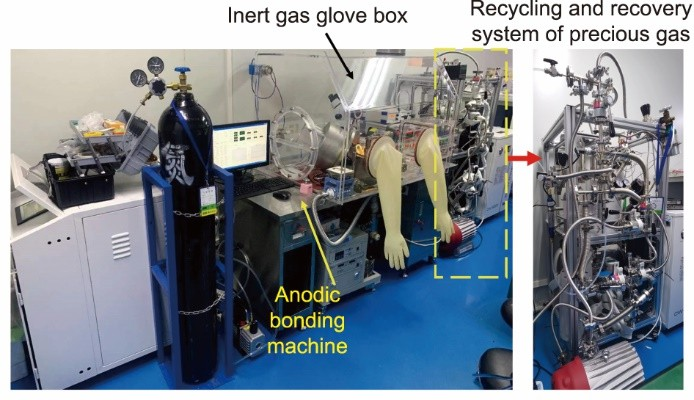 Inert gas glove box
Recycling and recovery
system of precious gas
氮
Anodic
bonding
machine